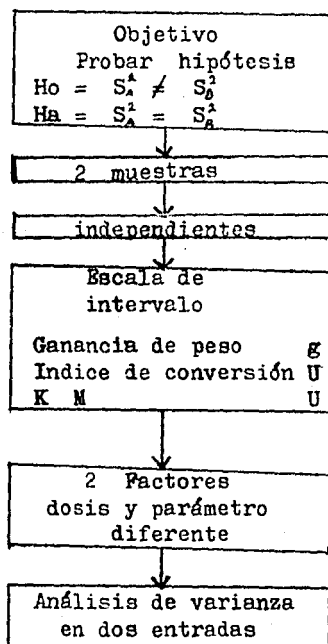 Objetivo
Probar hipótesis
Ho = S²A ≠ S²B
Ha = S²A = S²B
2 muestras
independientes
Escala de
intervalo
Ganancia de peso g
Indice de conversión U
K M U
2 Factores
dosis y parámetro
diferente
Análisis de varianza
en dos entradas